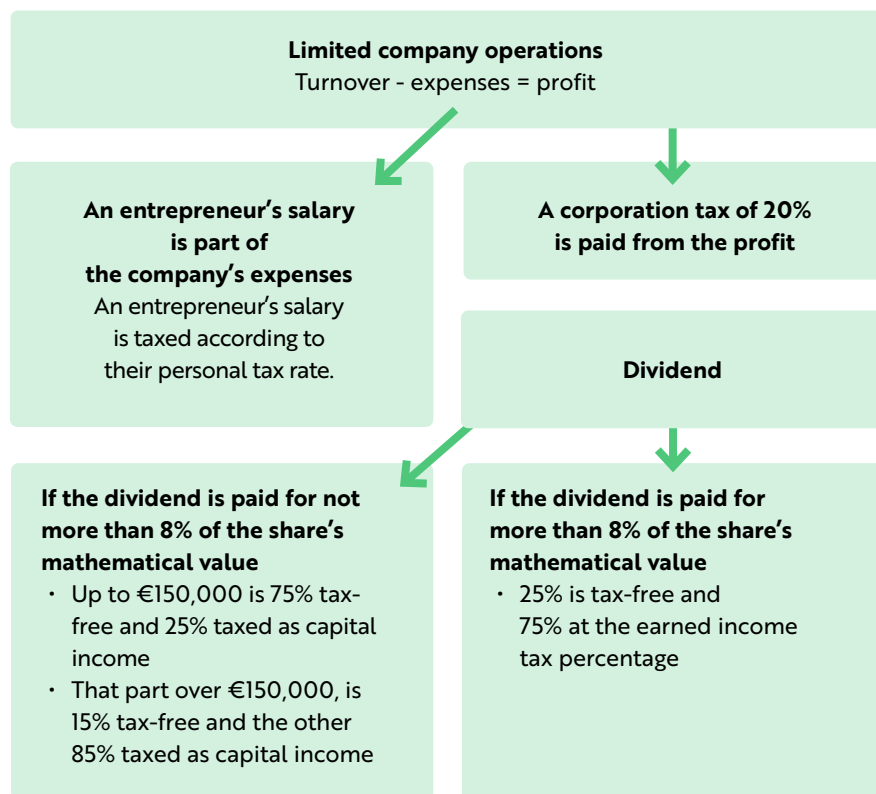 Limited company operations
Turnover - expenses = profit
An entrepreneur’s salary
is part of
the company’s expenses
An entrepreneur’s salary
is taxed according to
their personal tax rate.
A corporation tax of 20%
is paid from the profit
Dividend
If the dividend is paid for not
more than 8% of the share’s
mathematical value
• Up to €150,000 is 75% tax-
free and 25% taxed as capital
income
• That part over €150,000, is
15% tax-free and the other
85% taxed as capital income
If the dividend is paid for
more than 8% of the share’s
mathematical value
• 25% is tax-free and
75% at the earned income
tax percentage